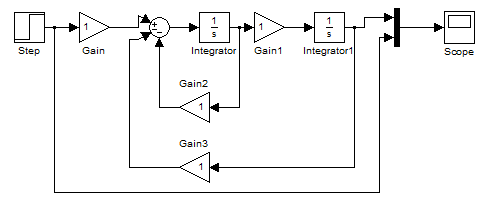 1
+
−
1
s
1
1
s
Step
Gain
Integrator
Gain1
Integrator1
Scope
Gain2
1
Gain3
1